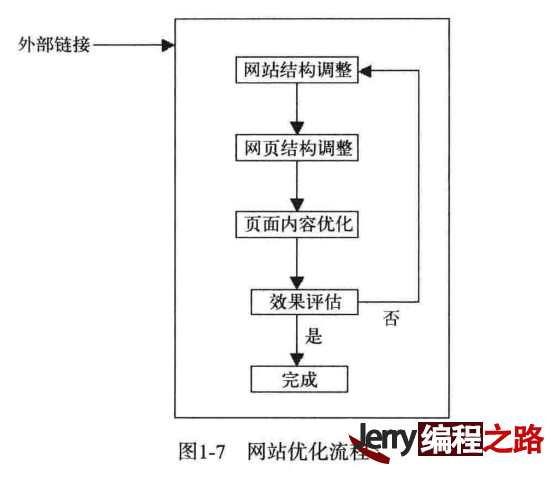 外部链接
网站结构调整
网页结构调整
页面内容优化
效果评估
否
是
完成
图1-7 网站优化流程
Jerry编程之路